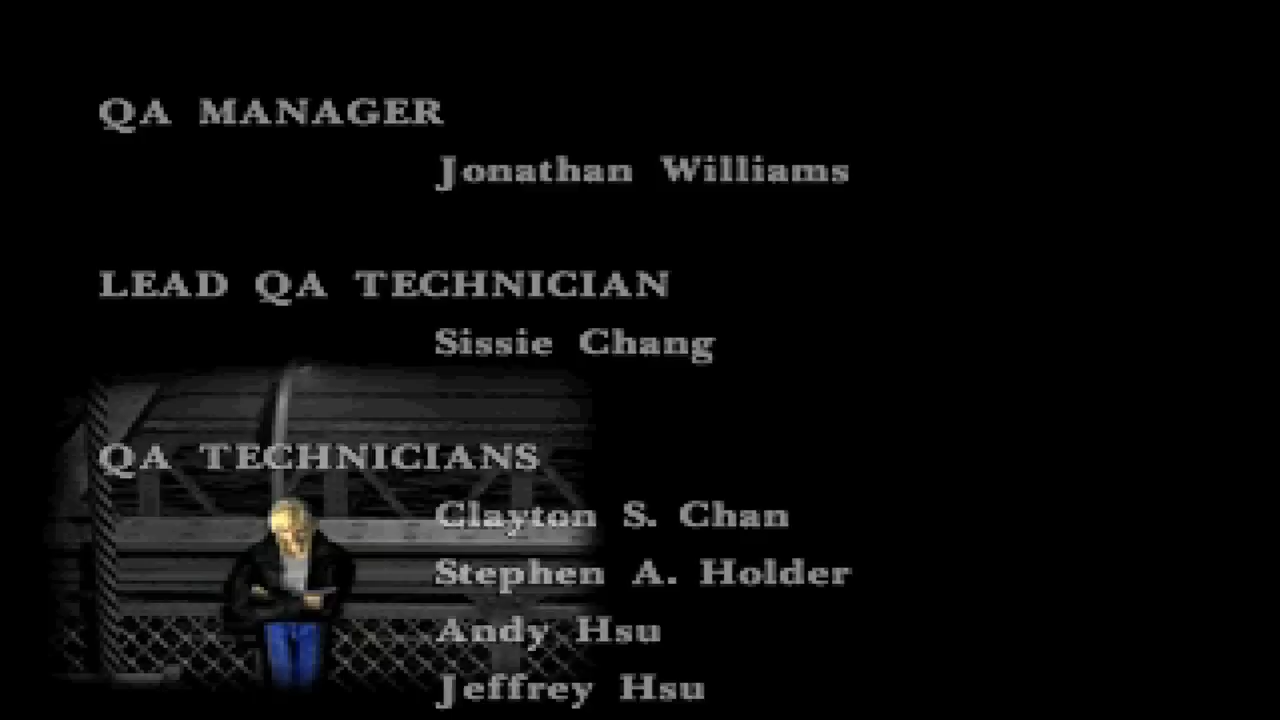 QA MANAGER
Jonathan Williams
LEAD QA TECHNICIAN
Sissie Chang
QA TECHNICIANS
Clayton S. Chan
Stephen A. Holder
Andy Hsu
Jeffrey Hsu